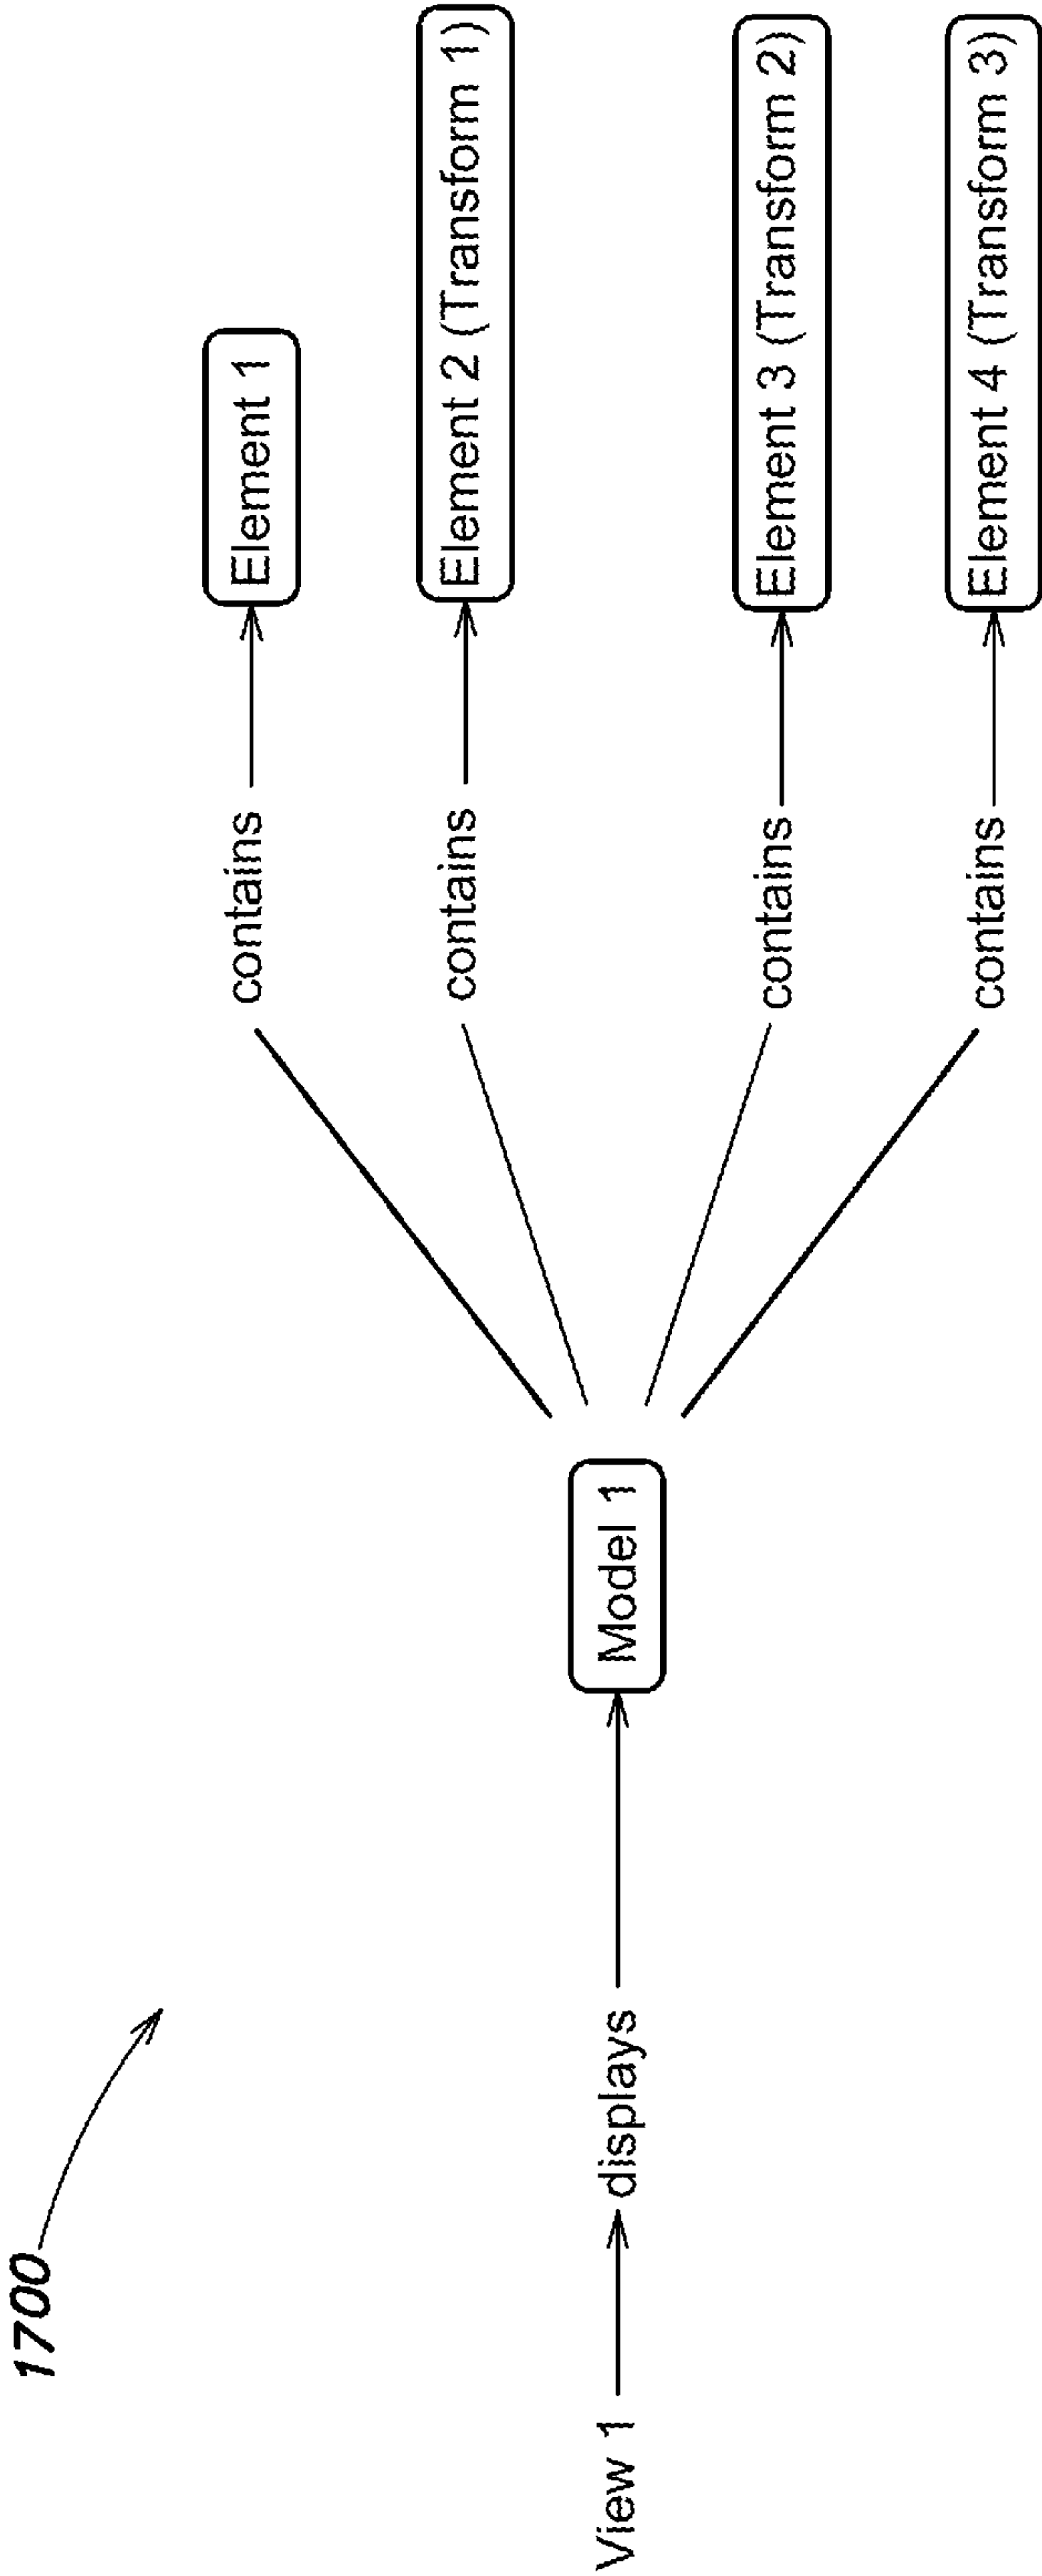 1700
View 1
displays
Model 1
contains
Element 1
contains
Element 2 (Transform 1)
contains
Element 3 (Transform 2)
contains
Element 4 (Transform 3)